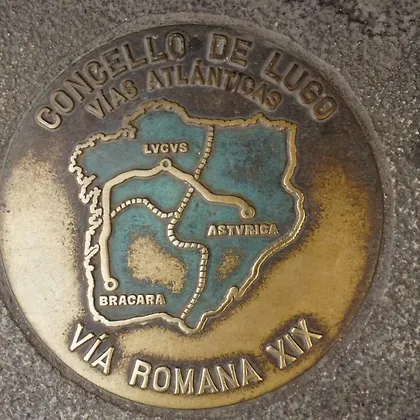 CONCELLO DE LUGO
VÍAS ATLÁNTICAS
LVCVS
ASTVRICA
BRACARA
VÍA ROMANA XIX